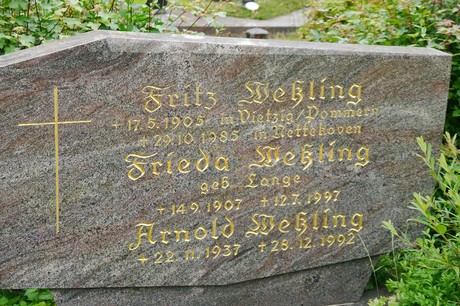 Fritz Weßling
* 17.5.1905 in Vietzig/Pommern
+ 29.10.1985 in Rettekoven
Frieda Weßling
geb. Lange
* 14.9.1907 + 12.7.1997
Arnold Weßling
* 22.11.1937 + 28.12.1992